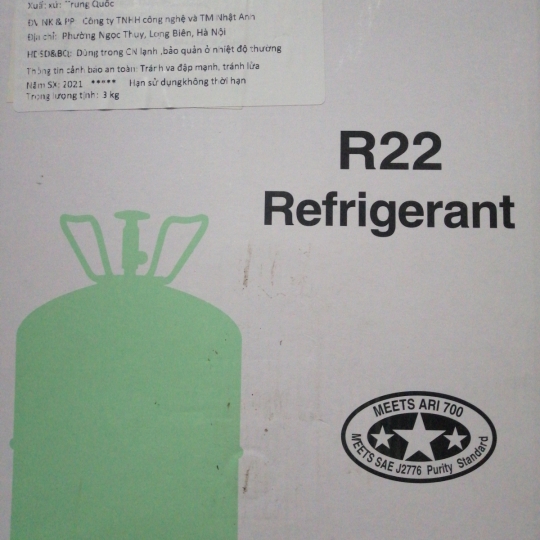 Xuất xứ: Trung Quốc
ĐV NK & PP Công ty TNHH công nghệ và TM Nhật Anh
Địa chỉ: Phường Ngọc Thụy, Long Biên, Hà Nội
HDSD&BQ: Dùng trong CN lạnh ,bảo quản ở nhiệt độ thường
Thông tin cảnh báo an toàn: Tránh va đập mạnh, tránh lửa
Năm SX: 2021 ***** Hạn sử dụngkhông thời hạn
Trọng lượng tịnh: 3 kg
R22
Refrigerant
MEETS ARI 700
MEETS SAE J2776 Purity Standard